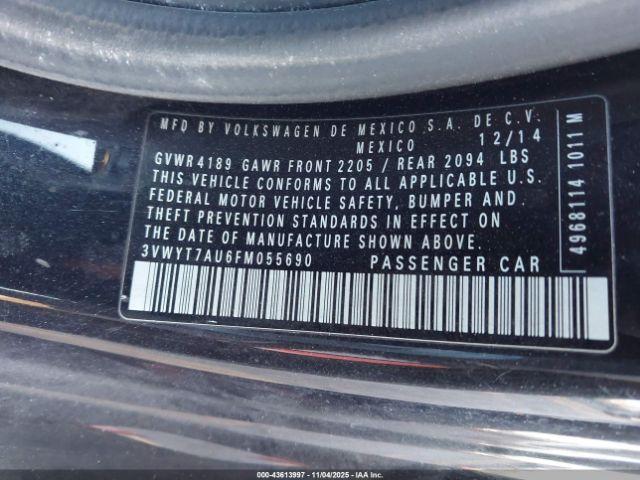 MFD BY VOLKSWAGEN DE MEXICO S.A. DE C.V.
MEXICO 12/14
GVWR 4189 GAWR FRONT 2205 / REAR 2094 LBS
THIS VEHICLE CONFORMS TO ALL APPLICABLE U.S.
FEDERAL MOTOR VEHICLE SAFETY, BUMPER AND
THEFT PREVENTION STANDARDS IN EFFECT ON
THE DATE OF MANUFACTURE SHOWN ABOVE.
3VWYT7AU6FM055690 PASSENGER CAR
4968114 1011 M
000-43613997 - 11/04/2025 - IAA Inc.